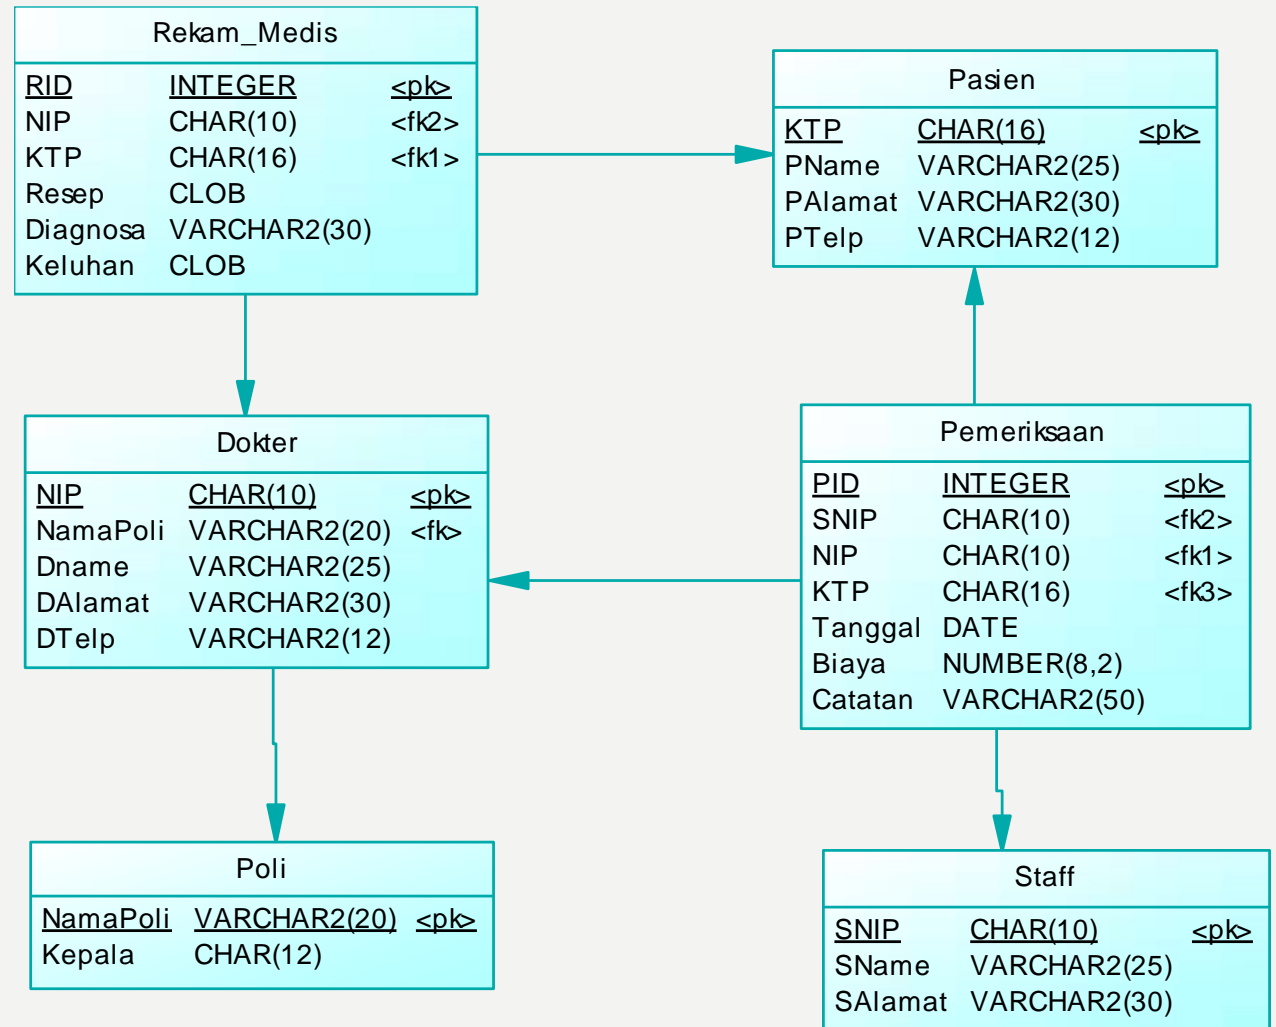 Rekam_Medis
RID INTEGER <pk>
NIP CHAR(10) <fk2>
KTP CHAR(16) <fk1>
Resep CLOB
Diagnosa VARCHAR2(30)
Keluhan CLOB
Pasien
KTP CHAR(16) <pk>
PName VARCHAR2(25)
PAlamat VARCHAR2(30)
PTelp VARCHAR2(12)
Dokter
NIP CHAR(10) <pk>
NamaPoli VARCHAR2(20) <fk>
Dname VARCHAR2(25)
DAlamat VARCHAR2(30)
DTelp VARCHAR2(12)
Pemeriksaan
PID INTEGER <pk>
SNIP CHAR(10) <fk2>
NIP CHAR(10) <fk1>
KTP CHAR(16) <fk3>
Tanggal DATE
Biaya NUMBER(8,2)
Catatan VARCHAR2(50)
Poli
NamaPoli VARCHAR2(20) <pk>
Kepala CHAR(12)
Staff
SNIP CHAR(10) <pk>
SName VARCHAR2(25)
SAlamat VARCHAR2(30)